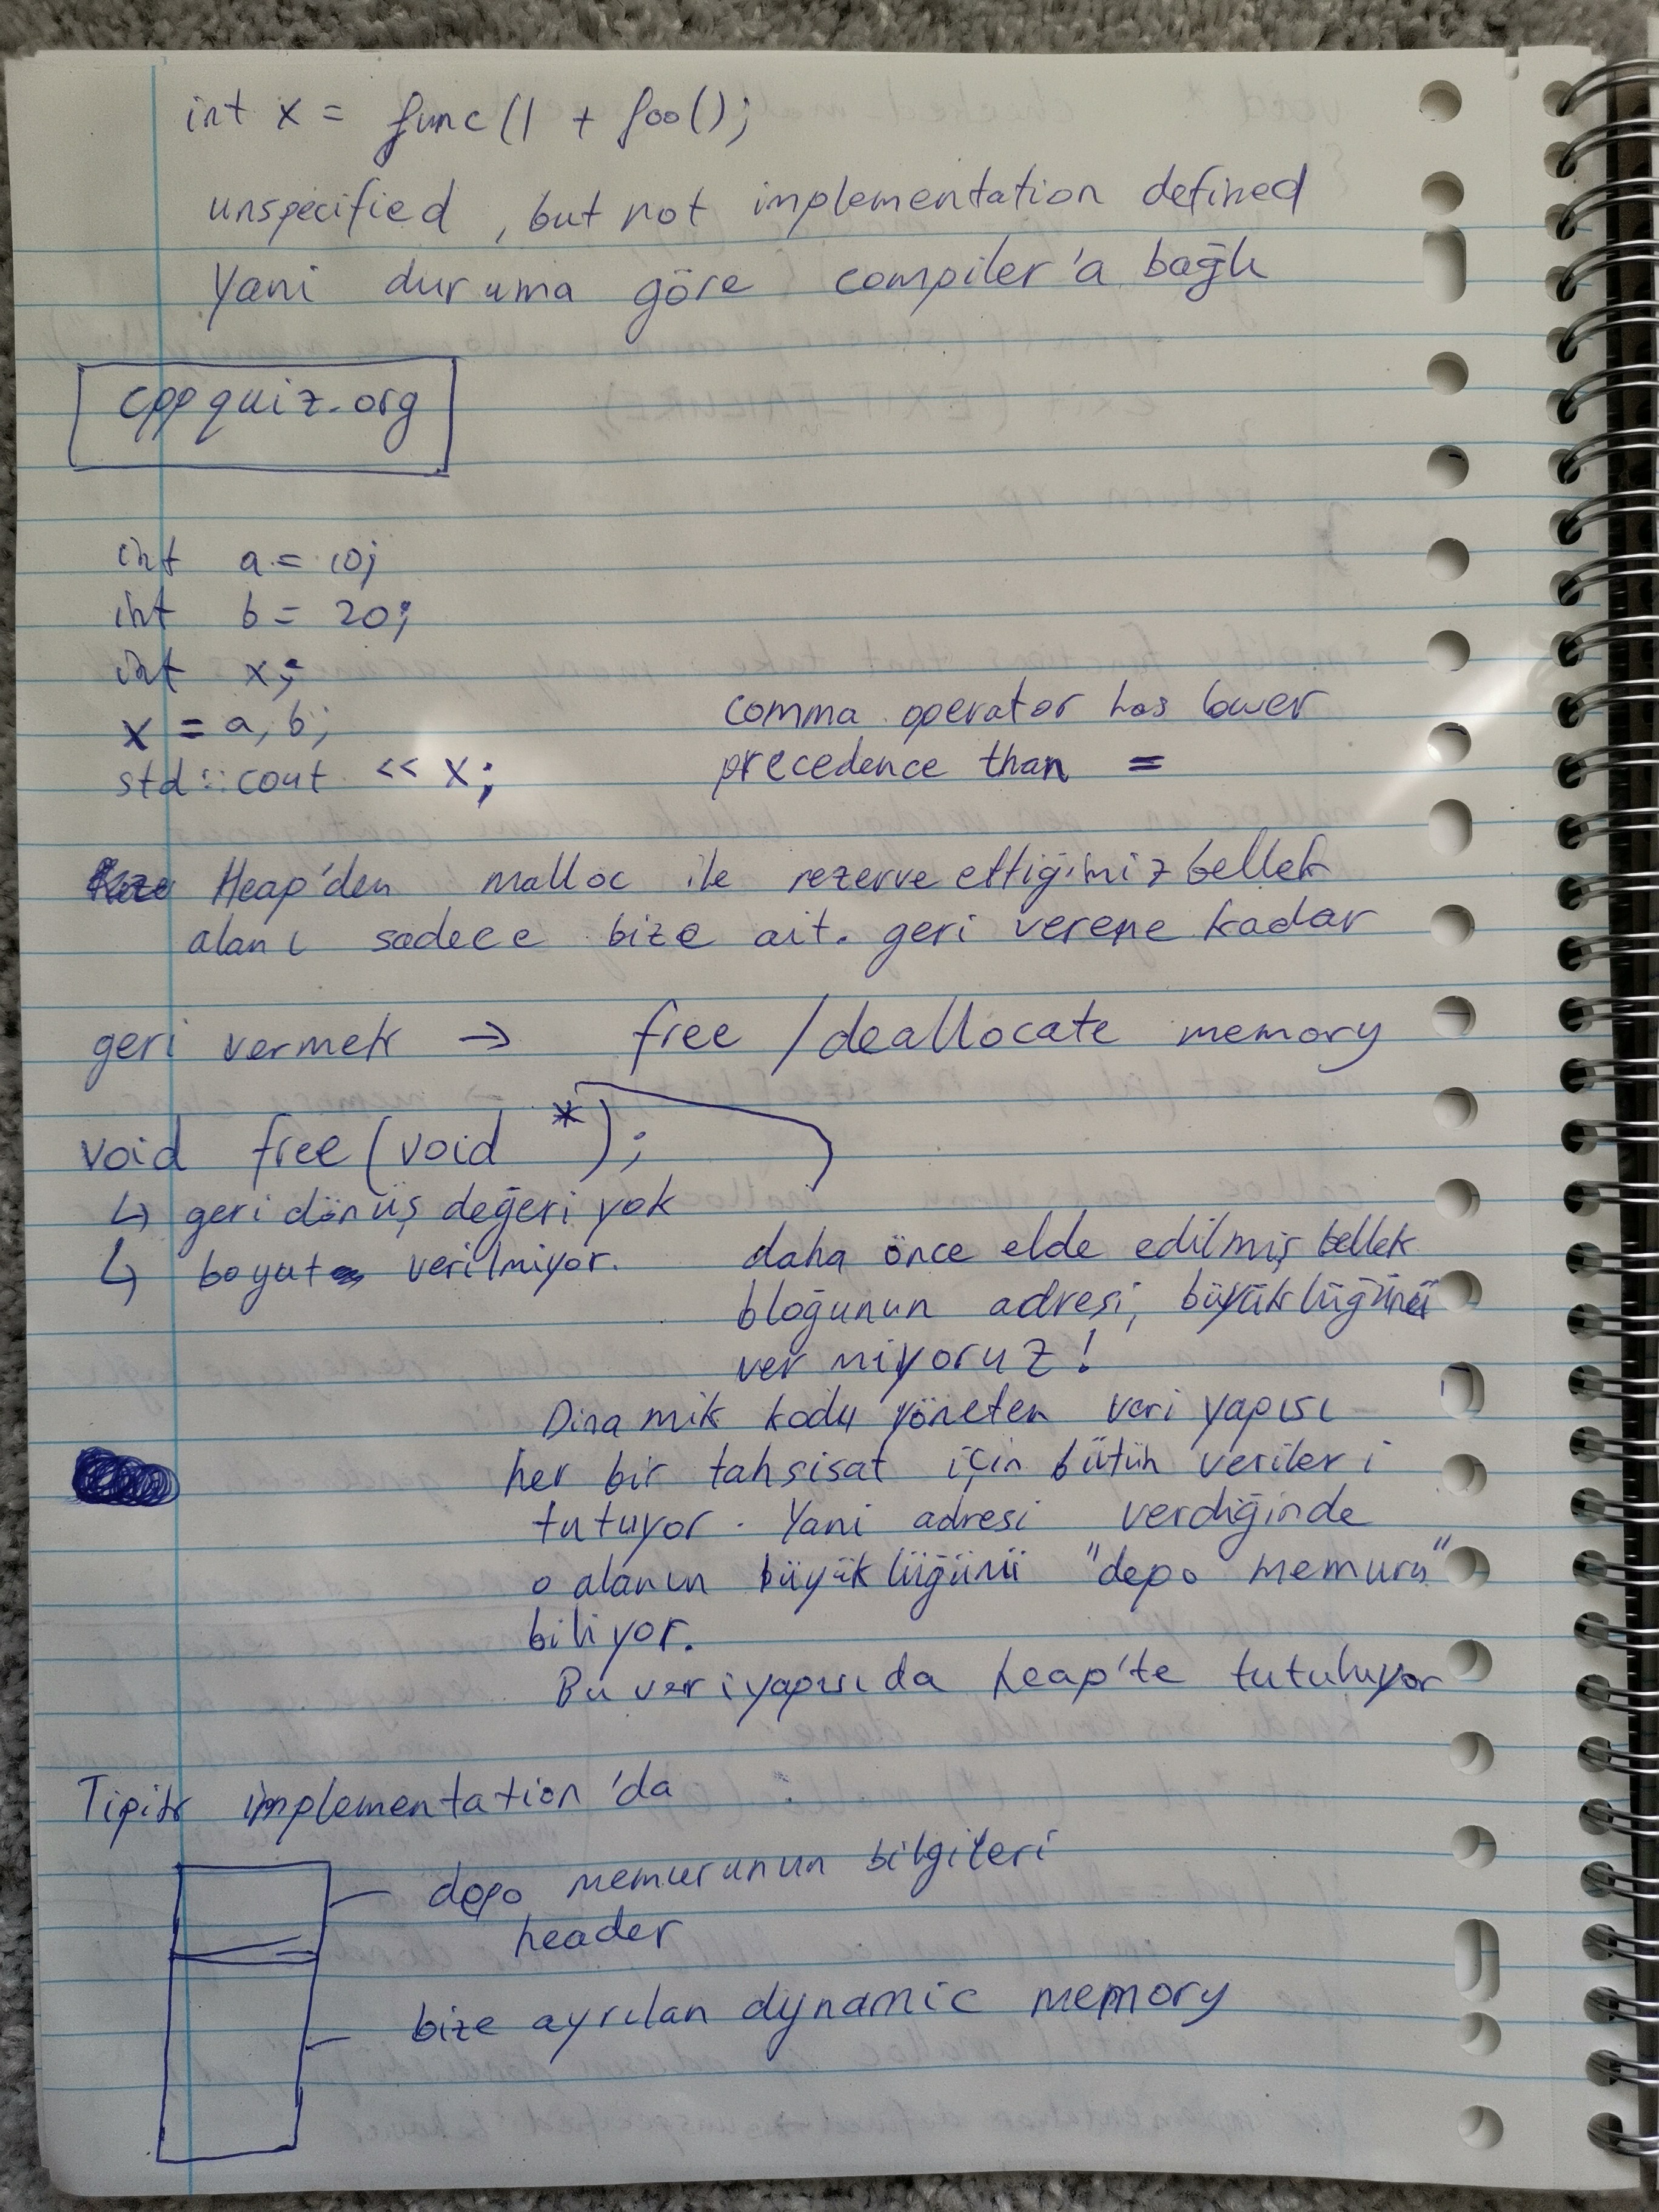 int x = func(1 + foo();
unspecified, but not implementation defined
Yani duruma göre compiler'a bağlı
cppquiz.org
int a = 10;
int b = 20;
int x;
x = a, b;
std::cout << x;
comma operator has lower
precedence than =
Heap'den malloc ile rezerve ettiğimiz bellek
alanı sadece bize ait. geri verene kadar
geri vermek → free / deallocate memory
void free(void *);
↳ geri dönüş değeri yok
↳ boyut verilmiyor.
daha önce elde edilmiş bellek
bloğunun adresi, büyüklüğünü
vermiyoruz!
Dinamik kodu yöneten veri yapısı
her bir tahsisat için bütün verileri
tutuyor. Yani adresi verdiğinde
o alanın büyüklüğünü "depo memuru"
biliyor.
Bu veri yapısı da heap'te tutuluyor
Tipik implementation'da
depo memurunun bilgileri
header
bize ayrılan dynamic memory